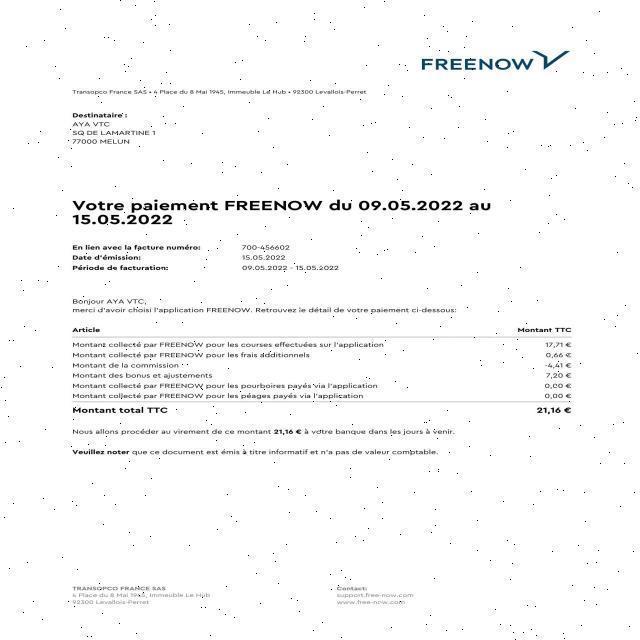 FREENOW
Transopco France SAS • 4 Place du 8 Mai 1945, Immeuble Le Hub • 92300 Levallois-Perret
Destinataire :
AYA VTC
SQ DE LAMARTINE 1
77000 MELUN
Votre paiement FREENOW du 09.05.2022 au
15.05.2022
En lien avec la facture numéro: 700-456602
Date d'émission: 15.05.2022
Période de facturation: 09.05.2022 - 15.05.2022
Bonjour AYA VTC,
merci d'avoir choisi l'application FREENOW. Retrouvez le détail de votre paiement ci-dessous:
Article Montant TTC
Montant collecté par FREENOW pour les courses effectuées sur l'application 17,71 €
Montant collecté par FREENOW pour les frais additionnels 0,66 €
Montant de la commission -4,41 €
Montant des bonus et ajustements 7,20 €
Montant collecté par FREENOW pour les pourboires payés via l'application 0,00 €
Montant collecté par FREENOW pour les péages payés via l'application 0,00 €
Montant total TTC 21,16 €
Nous allons procéder au virement de ce montant 21,16 € à votre banque dans les jours à venir.
Veuillez noter que ce document est émis à titre informatif et n'a pas de valeur comptable.
TRANSOPCO FRANCE SAS
4 Place du 8 Mai 1945, Immeuble Le Hub
92300 Levallois-Perret
Contact:
support.free-now.com
www.free-now.com